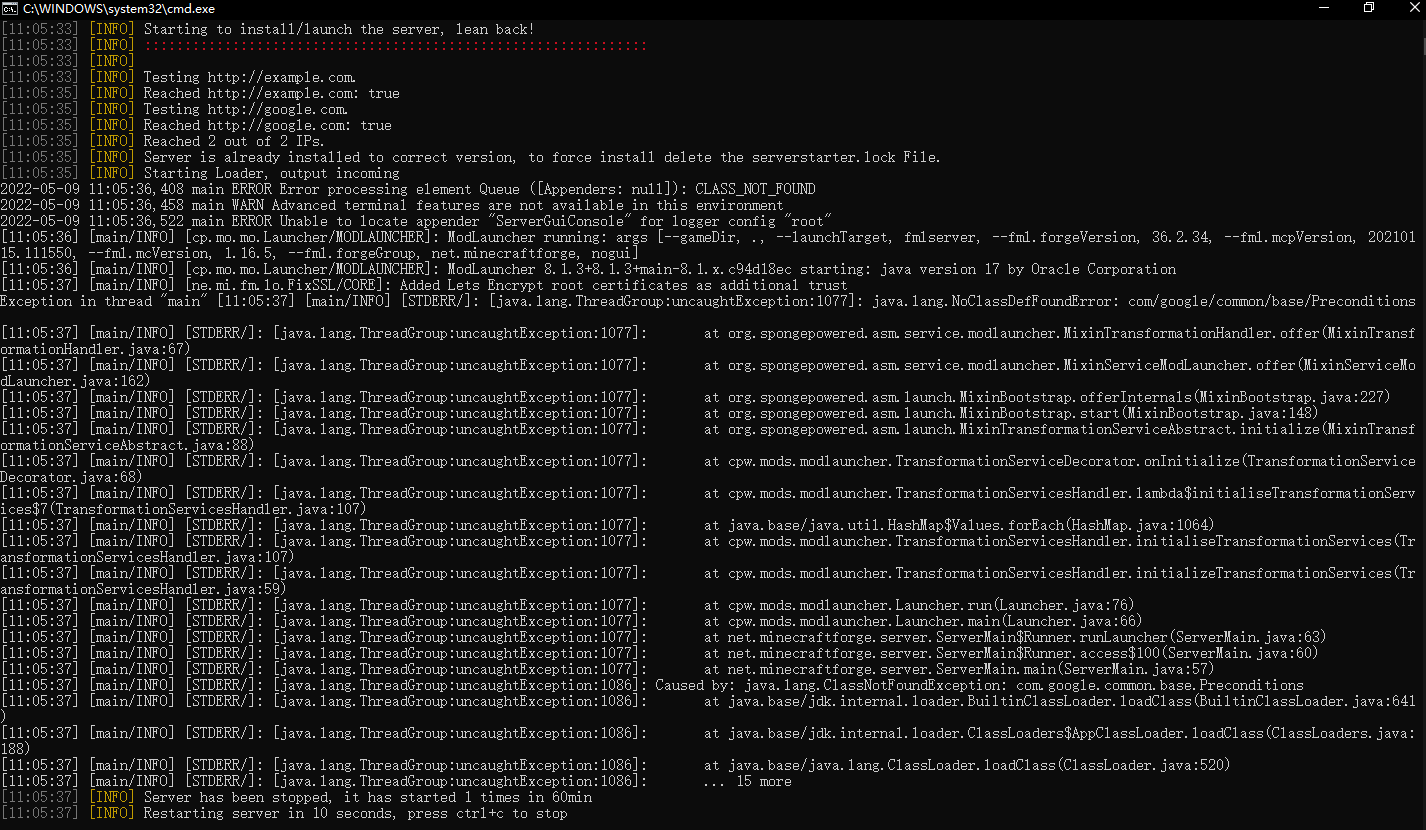 C:\WINDOWS\system32\cmd.exe
[11:05:33] [INFO] Starting to install/launch the server, lean back!
[11:05:33] [INFO] :::::::::::::::::::::::::::::::::::::::::::::::::::::::::::::::
[11:05:33] [INFO]
[11:05:33] [INFO] Testing http://example.com.
[11:05:35] [INFO] Reached http://example.com: true
[11:05:35] [INFO] Testing http://google.com.
[11:05:35] [INFO] Reached http://google.com: true
[11:05:35] [INFO] Reached 2 out of 2 IPs.
[11:05:35] [INFO] Server is already installed to correct version, to force install delete the serverstarter.lock File.
[11:05:35] [INFO] Starting Loader, output incoming
2022-05-09 11:05:36,408 main ERROR Error processing element Queue ([Appenders: null]): CLASS_NOT_FOUND
2022-05-09 11:05:36,458 main WARN Advanced terminal features are not available in this environment
2022-05-09 11:05:36,522 main ERROR Unable to locate appender "ServerGuiConsole" for logger config "root"
[11:05:36] [main/INFO] [cp.mo.mo.Launcher/MODLAUNCHER]: ModLauncher running: args [--gameDir, ., --launchTarget, fmlserver, --fml.forgeVersion, 36.2.34, --fml.mcpVersion, 202101
15.111550, --fml.mcVersion, 1.16.5, --fml.forgeGroup, net.minecraftforge, nogui]
[11:05:36] [main/INFO] [cp.mo.mo.Launcher/MODLAUNCHER]: ModLauncher 8.1.3+8.1.3+main-8.1.x.c94d18ec starting: java version 17 by Oracle Corporation
[11:05:36] [main/INFO] [ne.mi.fm.lo.FixSSL/CORE]: Added Lets Encrypt root certificates as additional trust
Exception in thread "main" [11:05:37] [main/INFO] [STDERR/]: [java.lang.ThreadGroup:uncaughtException:1077]: java.lang.NoClassDefFoundError: com/google/common/base/Preconditions
[11:05:37] [main/INFO] [STDERR/]: [java.lang.ThreadGroup:uncaughtException:1077]: at org.spongepowered.asm.service.modlauncher.MixinTransformationHandler.offer(MixinTransf
ormationHandler.java:67)
[11:05:37] [main/INFO] [STDERR/]: [java.lang.ThreadGroup:uncaughtException:1077]: at org.spongepowered.asm.service.modlauncher.MixinServiceModLauncher.offer(MixinServiceMo
dLauncher.java:162)
[11:05:37] [main/INFO] [STDERR/]: [java.lang.ThreadGroup:uncaughtException:1077]: at org.spongepowered.asm.launch.MixinBootstrap.offerInternals(MixinBootstrap.java:227)
[11:05:37] [main/INFO] [STDERR/]: [java.lang.ThreadGroup:uncaughtException:1077]: at org.spongepowered.asm.launch.MixinBootstrap.start(MixinBootstrap.java:148)
[11:05:37] [main/INFO] [STDERR/]: [java.lang.ThreadGroup:uncaughtException:1077]: at org.spongepowered.asm.launch.MixinTransformationServiceAbstract.initialize(MixinTransf
ormationServiceAbstract.java:88)
[11:05:37] [main/INFO] [STDERR/]: [java.lang.ThreadGroup:uncaughtException:1077]: at cpw.mods.modlauncher.TransformationServiceDecorator.onInitialize(TransformationService
Decorator.java:68)
[11:05:37] [main/INFO] [STDERR/]: [java.lang.ThreadGroup:uncaughtException:1077]: at cpw.mods.modlauncher.TransformationServicesHandler.lambda$initialiseTransformationServ
ices$7(TransformationServicesHandler.java:107)
[11:05:37] [main/INFO] [STDERR/]: [java.lang.ThreadGroup:uncaughtException:1077]: at java.base/java.util.HashMap$Values.forEach(HashMap.java:1064)
[11:05:37] [main/INFO] [STDERR/]: [java.lang.ThreadGroup:uncaughtException:1077]: at cpw.mods.modlauncher.TransformationServicesHandler.initialiseTransformationServices(Tr
ansformationServicesHandler.java:107)
[11:05:37] [main/INFO] [STDERR/]: [java.lang.ThreadGroup:uncaughtException:1077]: at cpw.mods.modlauncher.TransformationServicesHandler.initializeTransformationServices(Tr
ansformationServicesHandler.java:59)
[11:05:37] [main/INFO] [STDERR/]: [java.lang.ThreadGroup:uncaughtException:1077]: at cpw.mods.modlauncher.Launcher.run(Launcher.java:76)
[11:05:37] [main/INFO] [STDERR/]: [java.lang.ThreadGroup:uncaughtException:1077]: at cpw.mods.modlauncher.Launcher.main(Launcher.java:66)
[11:05:37] [main/INFO] [STDERR/]: [java.lang.ThreadGroup:uncaughtException:1077]: at net.minecraftforge.server.ServerMain$Runner.runLauncher(ServerMain.java:63)
[11:05:37] [main/INFO] [STDERR/]: [java.lang.ThreadGroup:uncaughtException:1077]: at net.minecraftforge.server.ServerMain$Runner.access$100(ServerMain.java:60)
[11:05:37] [main/INFO] [STDERR/]: [java.lang.ThreadGroup:uncaughtException:1077]: at net.minecraftforge.server.ServerMain.main(ServerMain.java:57)
[11:05:37] [main/INFO] [STDERR/]: [java.lang.ThreadGroup:uncaughtException:1086]: Caused by: java.lang.ClassNotFoundException: com.google.common.base.Preconditions
[11:05:37] [main/INFO] [STDERR/]: [java.lang.ThreadGroup:uncaughtException:1086]: at java.base/jdk.internal.loader.BuiltinClassLoader.loadClass(BuiltinClassLoader.java:641
)
[11:05:37] [main/INFO] [STDERR/]: [java.lang.ThreadGroup:uncaughtException:1086]: at java.base/jdk.internal.loader.ClassLoaders$AppClassLoader.loadClass(ClassLoaders.java:
188)
[11:05:37] [main/INFO] [STDERR/]: [java.lang.ThreadGroup:uncaughtException:1086]: at java.base/java.lang.ClassLoader.loadClass(ClassLoader.java:520)
[11:05:37] [main/INFO] [STDERR/]: [java.lang.ThreadGroup:uncaughtException:1086]: ... 15 more
[11:05:37] [INFO] Server has been stopped, it has started 1 times in 60min
[11:05:37] [INFO] Restarting server in 10 seconds, press ctrl+c to stop